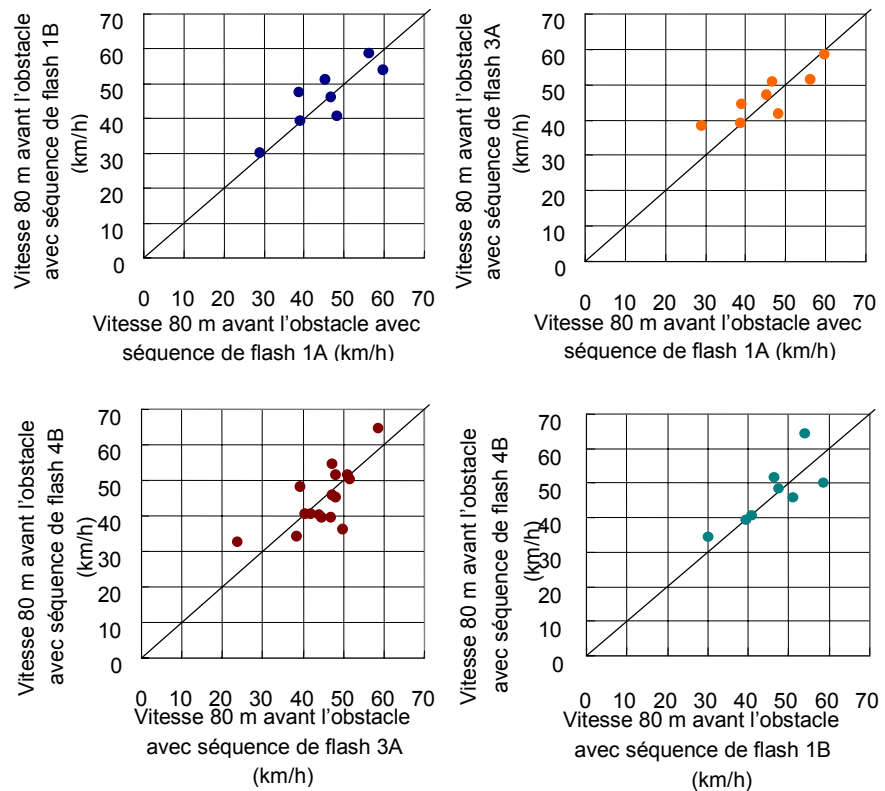 Vitesse 80 m avant l'obstacle
avec séquence de flash 1B
(km/h)
70
60
50
40
30
20
10
0
0 10 20 30 40 50 60 70
Vitesse 80 m avant l'obstacle avec
séquence de flash 1A (km/h)
Vitesse 80 m avant l'obstacle
avec séquence de flash 3A
(km/h)
70
60
50
40
30
20
10
0
0 10 20 30 40 50 60 70
Vitesse 80 m avant l'obstacle avec
séquence de flash 1A (km/h)
Vitesse 80 m avant l'obstacle
avec séquence de flash 4B
(km/h)
70
60
50
40
30
20
10
0
0 10 20 30 40 50 60 70
Vitesse 80 m avant l'obstacle
avec séquence de flash 3A
(km/h)
Vitesse 80 m avant l'obstacle
avec séquence de flash 4B
(km/h)
70
60
50
40
30
20
10
0
0 10 20 30 40 50 60 70
Vitesse 80 m avant l'obstacle
avec séquence de flash 1B
(km/h)